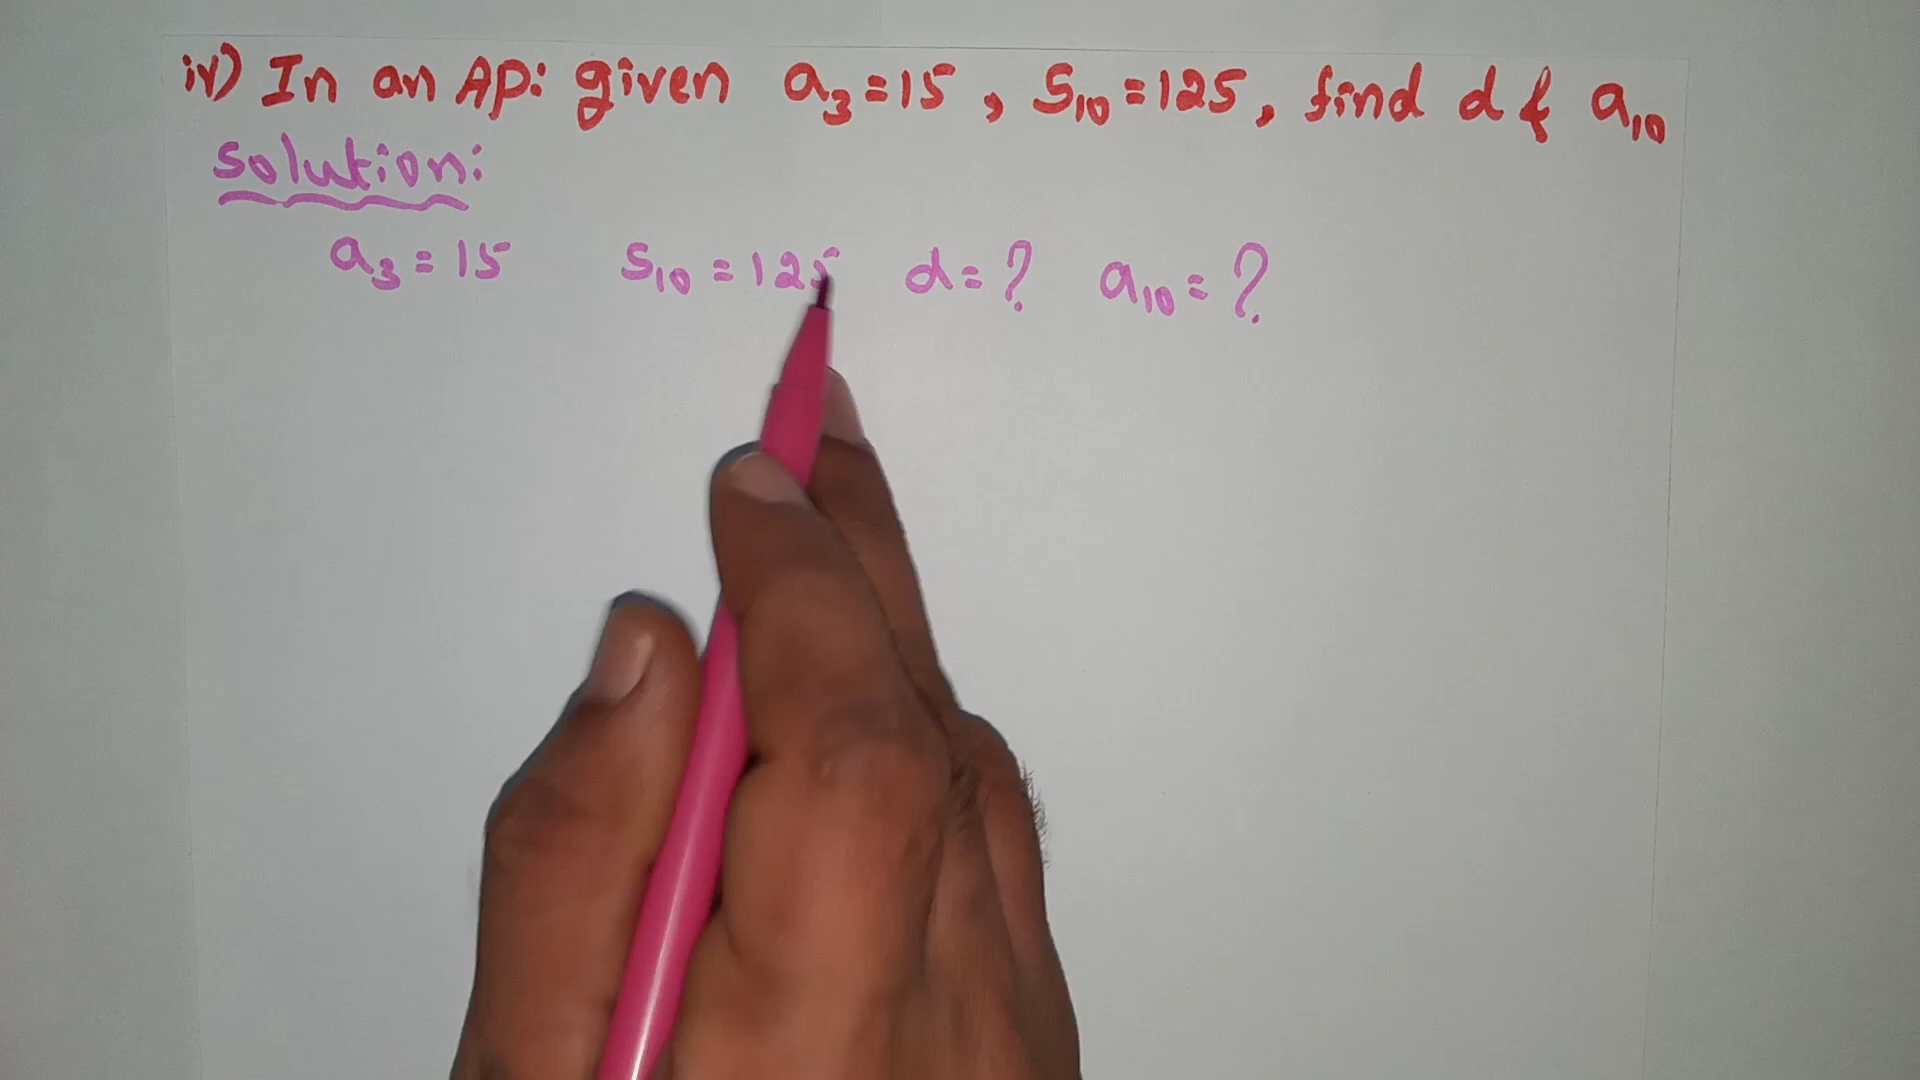 iv) In an AP: given a₃=15, S₁₀=125, find d & a₁₀
Solution:
a₃=15 S₁₀=125 d=? a₁₀=?